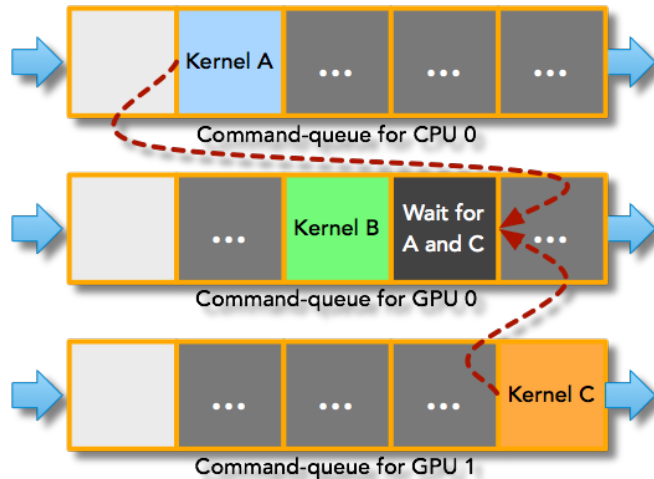 Kernel A
...
...
...
Command-queue for CPU 0
...
Kernel B
Wait for
A and C
...
Command-queue for GPU 0
...
...
...
Kernel C
Command-queue for GPU 1